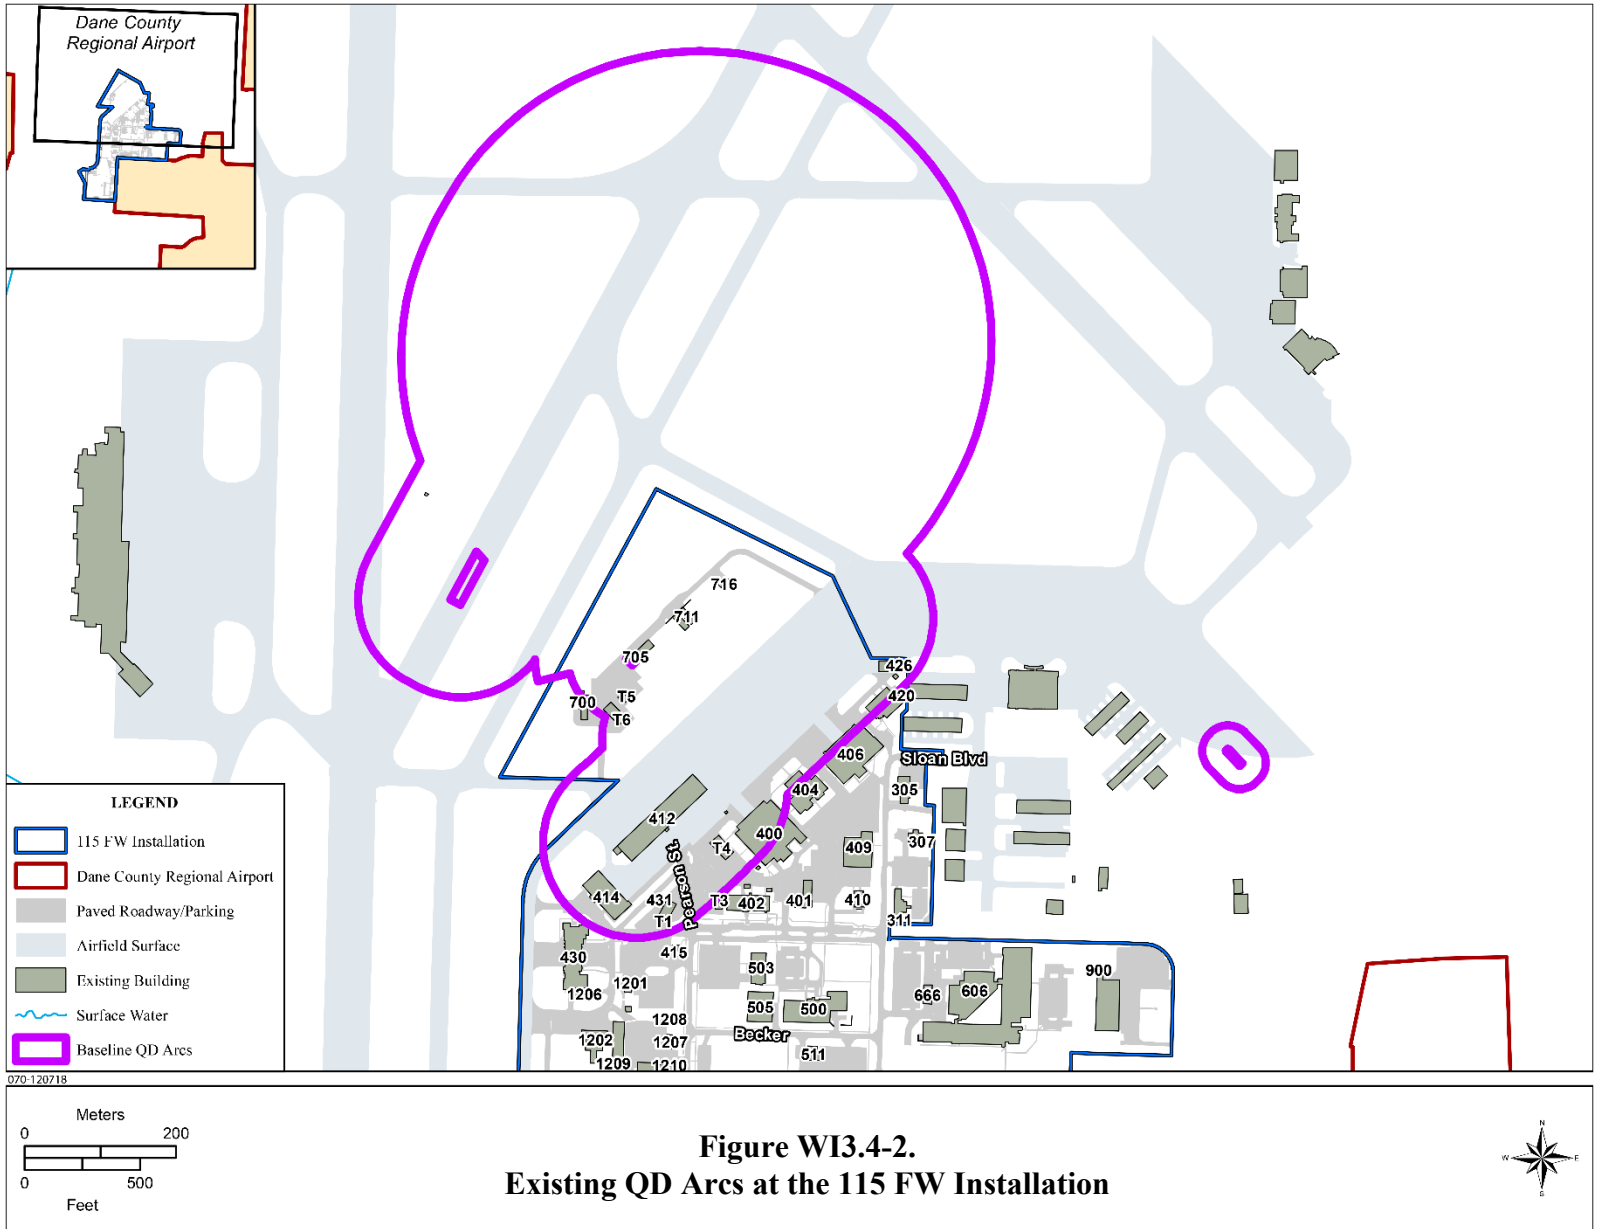 Dane County
Regional Airport
716
711
705
700
T5
T6
426
420
406
Sloan Blvd
404
305
412
400
307
T4
409
Pearson St.
414
431
T3
402
401
410
T1
311
430
415
503
900
1206
1201
666
606
505
500
1208
Becker
1202
1207
511
1209
1210
LEGEND
115 FW Installation
Dane County Regional Airport
Paved Roadway/Parking
Airfield Surface
Existing Building
Surface Water
Baseline QD Arcs
070-120718
Meters
0 200
0 500
Feet
Figure WI3.4-2.
Existing QD Arcs at the 115 FW Installation
N
W E
S